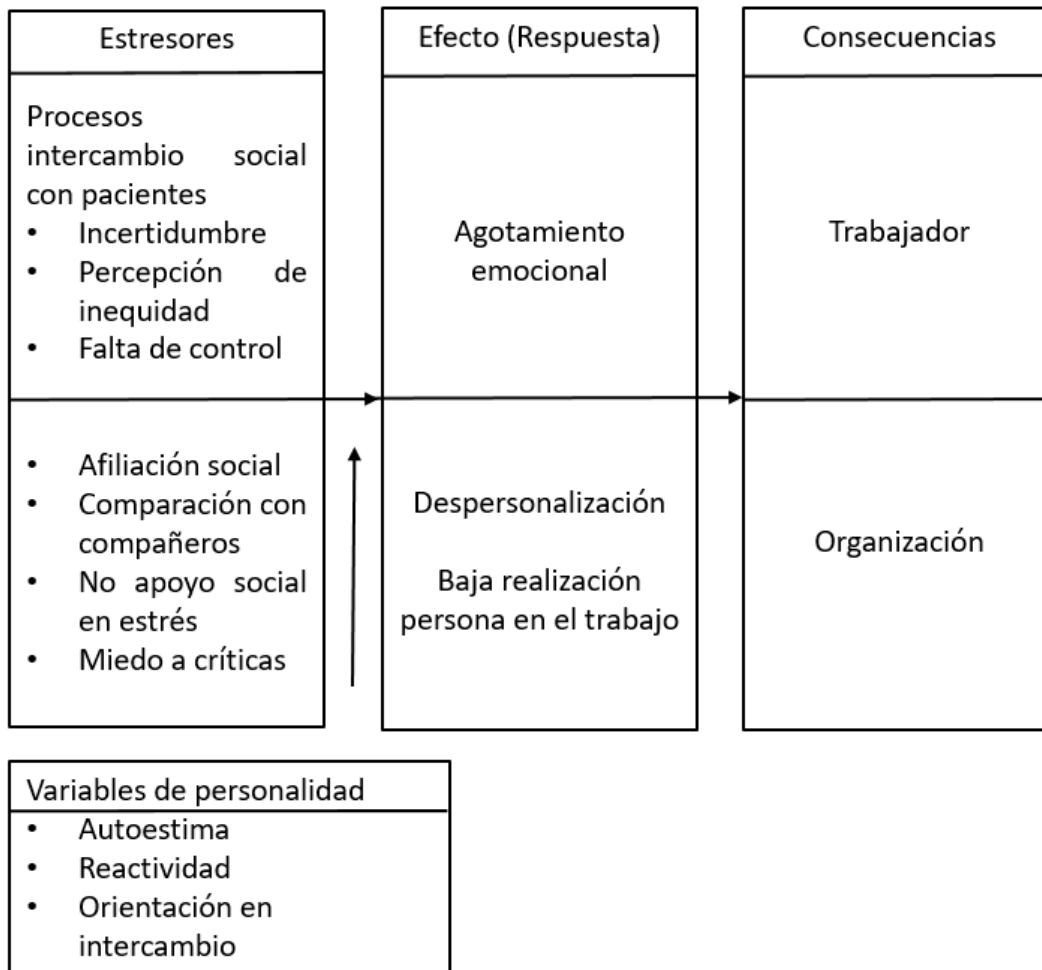 Estresores
Procesos
intercambio social
con pacientes
• Incertidumbre
• Percepción de
inequidad
• Falta de control
• Afiliación social
• Comparación con
compañeros
• No apoyo social
en estrés
• Miedo a críticas
Efecto (Respuesta)
Agotamiento
emocional
Despersonalización
Baja realización
persona en el trabajo
Consecuencias
Trabajador
Organización
Variables de personalidad
• Autoestima
• Reactividad
• Orientación en
intercambio